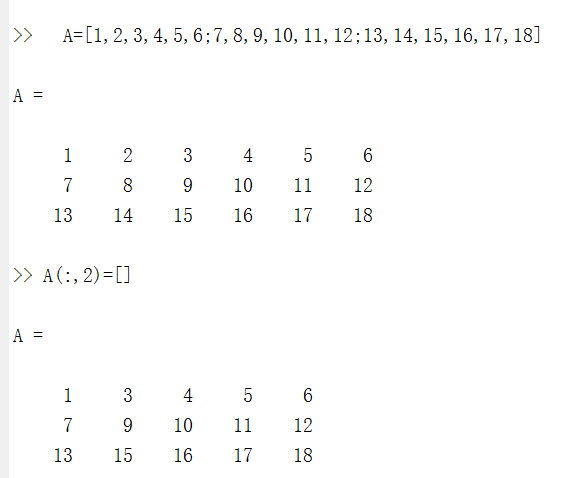 >> A=[1,2,3,4,5,6;7,8,9,10,11,12;13,14,15,16,17,18]
A =
1 2 3 4 5 6
7 8 9 10 11 12
13 14 15 16 17 18
>> A(:,2)=[]
A =
1 3 4 5 6
7 9 10 11 12
13 15 16 17 18